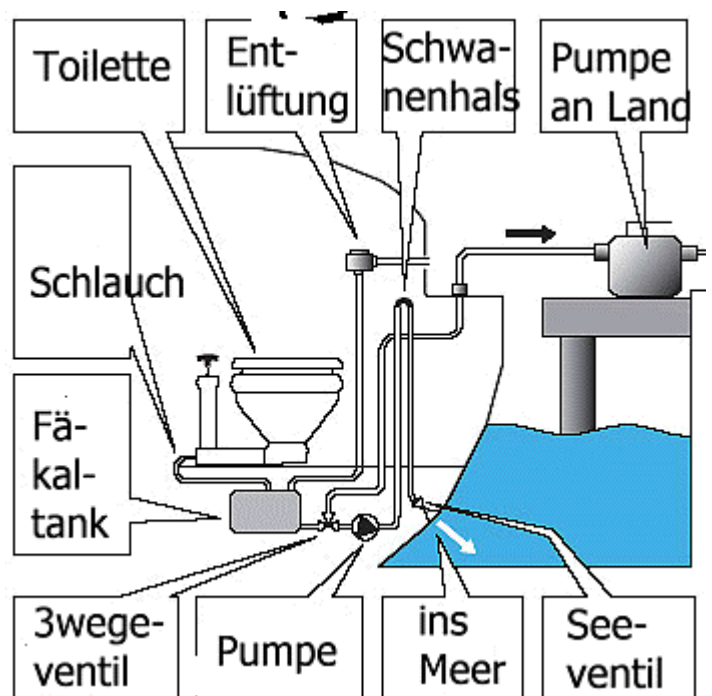 Toilette
Ent-
lüftung
Schwa-
nenhals
Pumpe
an Land
Schlauch
Fä-
kal-
tank
3wege-
ventil
Pumpe
ins
Meer
See-
ventil